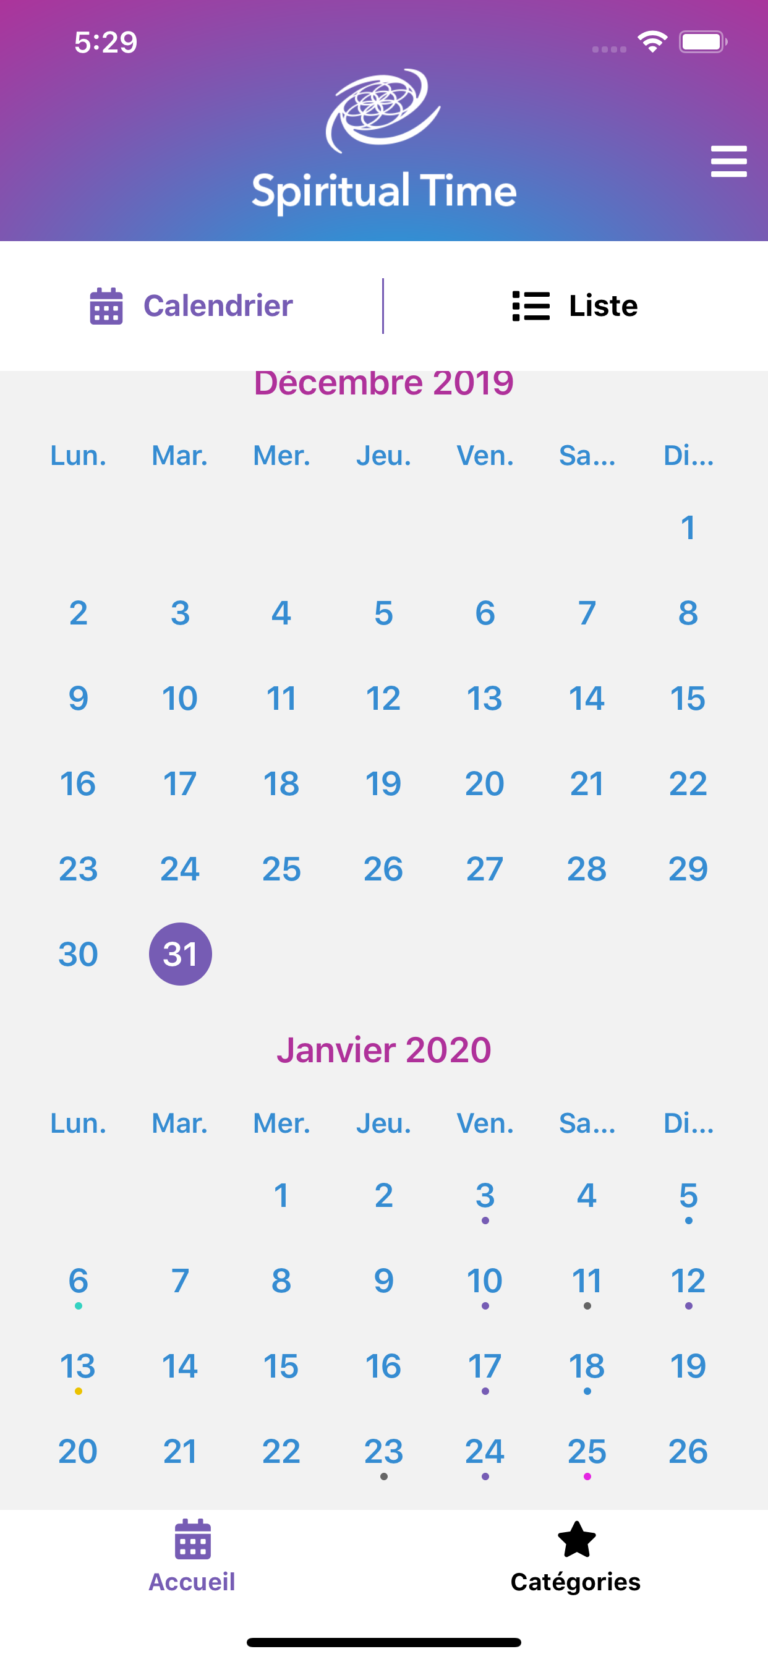 5:29
Spiritual Time
Calendrier
Liste
Décembre 2019
Lun. Mar. Mer. Jeu. Ven. Sa... Di...
1
2 3 4 5 6 7 8
9 10 11 12 13 14 15
16 17 18 19 20 21 22
23 24 25 26 27 28 29
30 31
Janvier 2020
Lun. Mar. Mer. Jeu. Ven. Sa... Di...
1 2 3 4 5
6 7 8 9 10 11 12
13 14 15 16 17 18 19
20 21 22 23 24 25 26
Accueil
Catégories